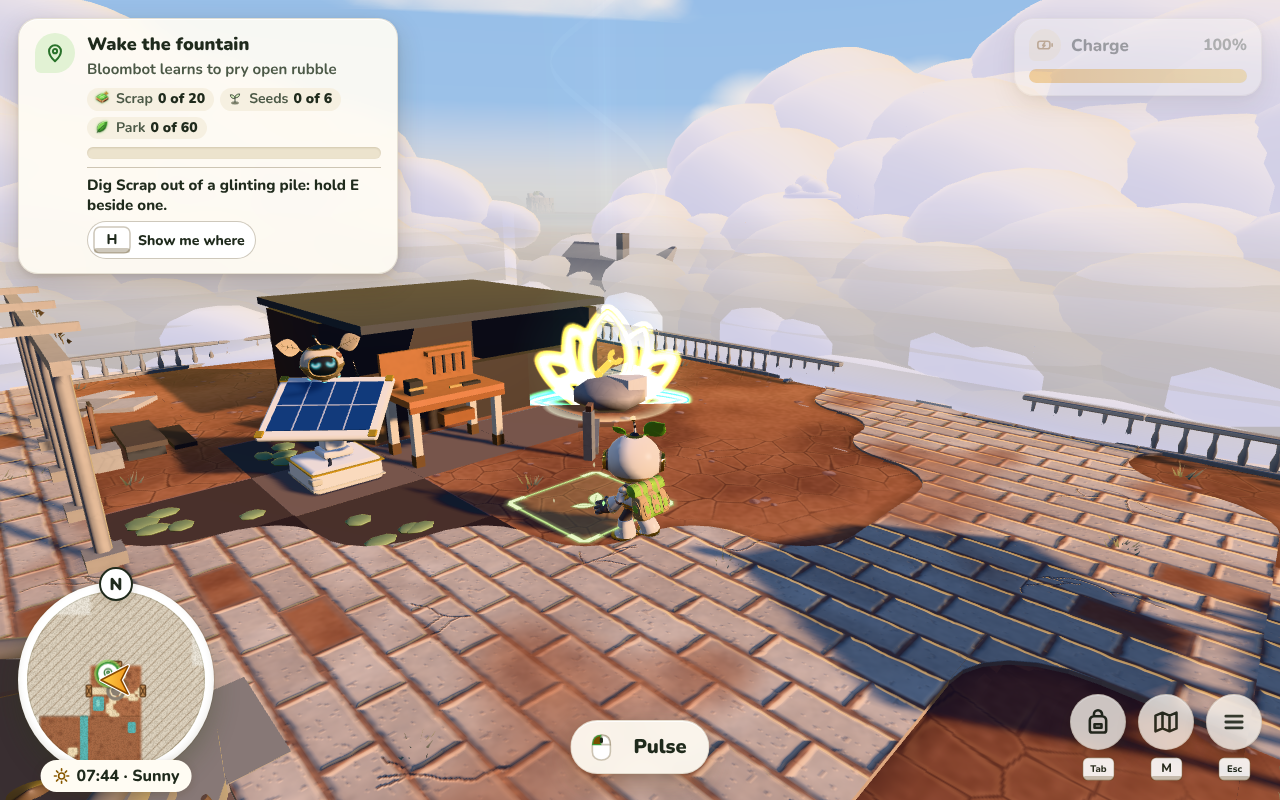 Wake the fountain
Bloombot learns to pry open rubble
Scrap 0 of 20 Seeds 0 of 6
Park 0 of 60
Dig Scrap out of a glinting pile: hold E
beside one.
H Show me where
Charge 100%
N
07:44 · Sunny
Pulse
Tab M Esc